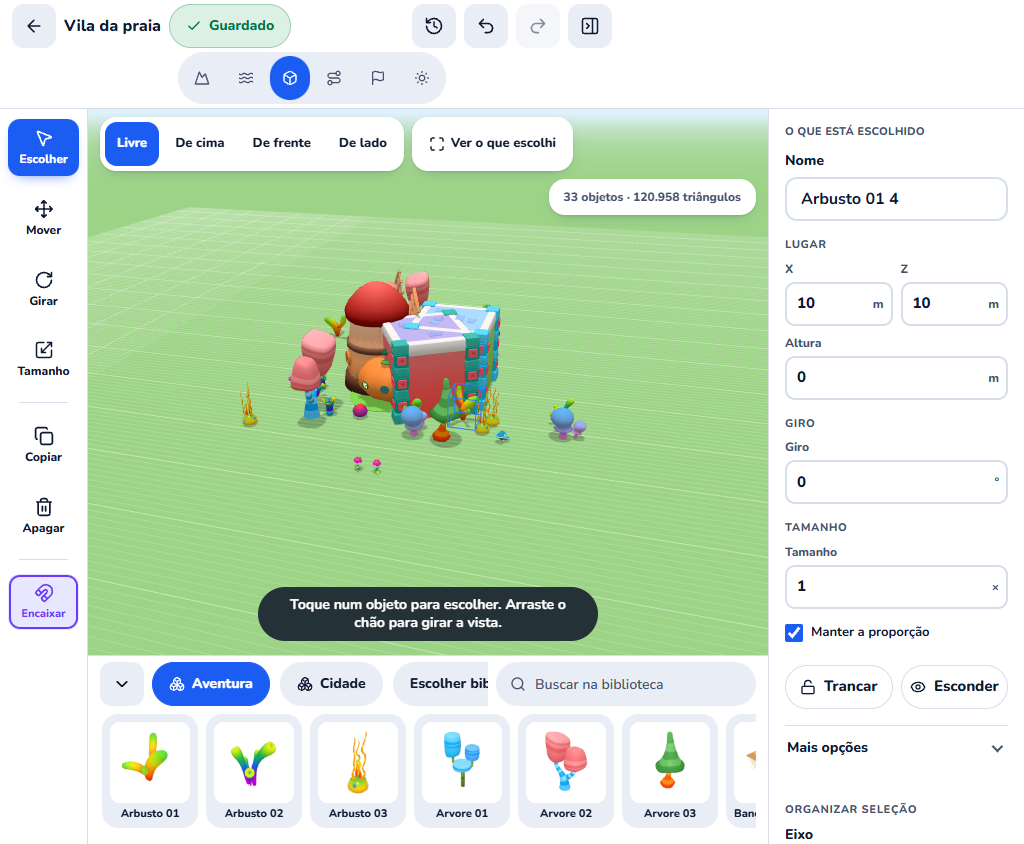 Vila da praia
Guardado
Livre
De cima
De frente
De lado
Ver o que escolhi
33 objetos · 120.958 triângulos
Escolher
Mover
Girar
Tamanho
Copiar
Apagar
Encaixar
Toque num objeto para escolher. Arraste o
chão para girar a vista.
Aventura
Cidade
Escolher bib
Buscar na biblioteca
Arbusto 01
Arbusto 02
Arbusto 03
Arvore 01
Arvore 02
Arvore 03
Banc
O QUE ESTÁ ESCOLHIDO
Nome
Arbusto 01 4
LUGAR
X
Z
10 m
10 m
Altura
0 m
GIRO
Giro
0 °
TAMANHO
Tamanho
1 ×
Manter a proporção
Trancar
Esconder
Mais opções
ORGANIZAR SELEÇÃO
Eixo